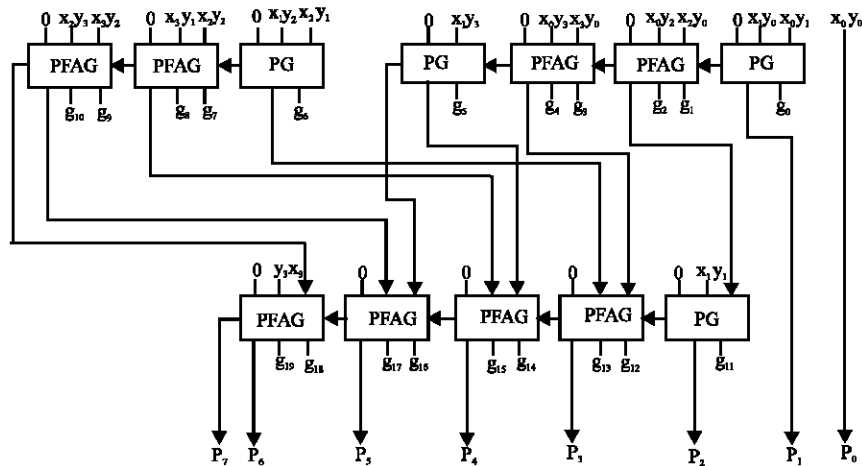 0 x₂y₃ x₃y₂ 0 x₃y₁ x₂y₂ 0 x₁y₂ x₂y₁ 0 x₁y₃ 0 x₀y₃ x₃y₀ 0 x₀y₂ x₂y₀ 0 x₁y₀ x₀y₁ x₀y₀
PFAG PFAG PG PG PFAG PFAG PG
g₁₀ g₉ g₈ g₇ g₆ g₅ g₄ g₃ g₂ g₁ g₀
0 y₃x₃ 0 0 0 0 x₁y₁
PFAG PFAG PFAG PFAG PG
g₁₉ g₁₈ g₁₇ g₁₆ g₁₅ g₁₄ g₁₃ g₁₂ g₁₁
P₇ P₆ P₅ P₄ P₃ P₂ P₁ P₀